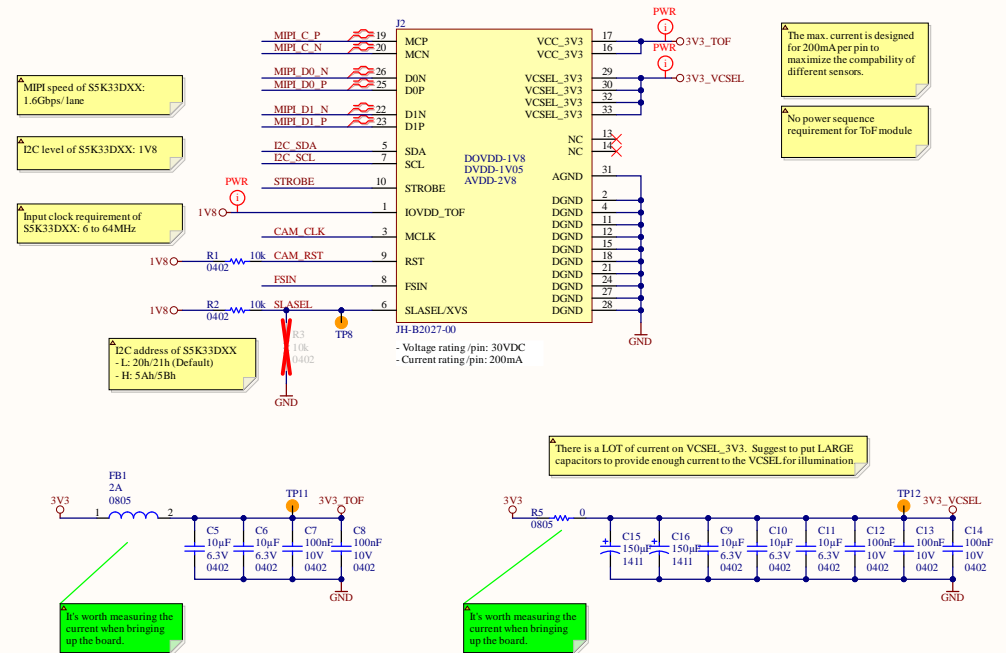 J2
MIPI_C_P 19 MCP
MIPI_C_N 20 MCN
MIPI_D0_N 26 D0N
MIPI_D0_P 25 D0P
MIPI_D1_N 22 D1N
MIPI_D1_P 23 D1P
I2C_SDA 5 SDA
I2C_SCL 7 SCL
STROBE 10 STROBE
PWR
i
1V8 1 IOVDD_TOF
CAM_CLK 3 MCLK
1V8 R1 10k CAM_RST 9 RST
0402
FSIN 8 FSIN
1V8 R2 10k SLASEL 6 SLASEL/XVS
0402
TP8
R3
10k
0402
GND
DOVDD-1V8
DVDD-1V05
AVDD-2V8
PWR
i
VCC_3V3 17 3V3_TOF
VCC_3V3 16
PWR
i
VCSEL_3V3 29 3V3_VCSEL
VCSEL_3V3 30
VCSEL_3V3 32
VCSEL_3V3 33
NC 13
NC 14
AGND 31
DGND 2
DGND 4
DGND 11
DGND 12
DGND 15
DGND 18
DGND 21
DGND 24
DGND 27
DGND 28
GND
JH-B2027-00
- Voltage rating /pin: 30VDC
- Current rating /pin: 200mA
MIPI speed of S5K33DXX:
1.6Gbps/ lane
I2C level of S5K33DXX: 1V8
Input clock requirement of
S5K33DXX: 6 to 64MHz
I2C address of S5K33DXX
- L: 20h/21h (Default)
- H: 5Ah/5Bh
The max. current is designed
for 200mA per pin to
maximize the compability of
different sensors.
No power sequence
requirement for ToF module
There is a LOT of current on VCSEL_3V3. Suggest to put LARGE
capacitors to provide enough current to the VCSEL for illumination.
FB1
2A
0805
3V3
1 2
TP11
3V3_TOF
C5
10µF
6.3V
0402
C6
10µF
6.3V
0402
C7
100nF
10V
0402
C8
100nF
10V
0402
GND
It's worth measuring the
current when bringing
up the board.
3V3
R5 0
0805
TP12
3V3_VCSEL
C15
150µF
1411
C16
150µF
1411
C9
10µF
6.3V
0402
C10
10µF
6.3V
0402
C11
10µF
6.3V
0402
C12
100nF
10V
0402
C13
100nF
10V
0402
C14
100nF
10V
0402
GND
It's worth measuring the
current when bringing
up the board.